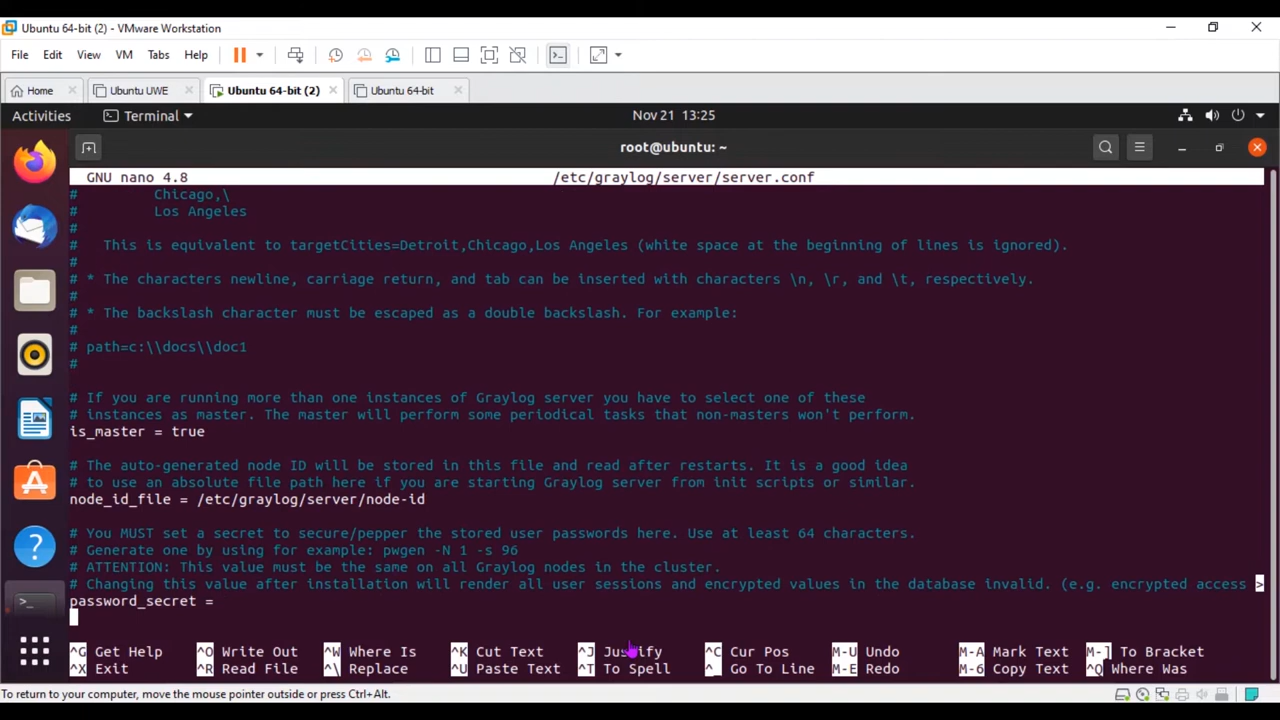 Ubuntu 64-bit (2) - VMware Workstation
File Edit View VM Tabs Help
Home Ubuntu UWE Ubuntu 64-bit (2) Ubuntu 64-bit
Activities Terminal Nov 21 13:25
root@ubuntu: ~
GNU nano 4.8 /etc/graylog/server/server.conf
# Chicago,\
# Los Angeles
#
# This is equivalent to targetCities=Detroit,Chicago,Los Angeles (white space at the beginning of lines is ignored).
#
# * The characters newline, carriage return, and tab can be inserted with characters \n, \r, and \t, respectively.
#
# * The backslash character must be escaped as a double backslash. For example:
#
# path=c:\\docs\\doc1
#
# If you are running more than one instances of Graylog server you have to select one of these
# instances as master. The master will perform some periodical tasks that non-masters won't perform.
is_master = true
# The auto-generated node ID will be stored in this file and read after restarts. It is a good idea
# to use an absolute file path here if you are starting Graylog server from init scripts or similar.
node_id_file = /etc/graylog/server/node-id
# You MUST set a secret to secure/pepper the stored user passwords here. Use at least 64 characters.
# Generate one by using for example: pwgen -N 1 -s 96
# ATTENTION: This value must be the same on all Graylog nodes in the cluster.
# Changing this value after installation will render all user sessions and encrypted values in the database invalid. (e.g. encrypted access >
password_secret =
^G Get Help ^O Write Out ^W Where Is ^K Cut Text ^J Justify ^C Cur Pos M-U Undo M-A Mark Text M-] To Bracket
^X Exit ^R Read File ^\ Replace ^U Paste Text ^T To Spell ^_ Go To Line M-E Redo M-6 Copy Text ^Q Where Was
To return to your computer, move the mouse pointer outside or press Ctrl+Alt.